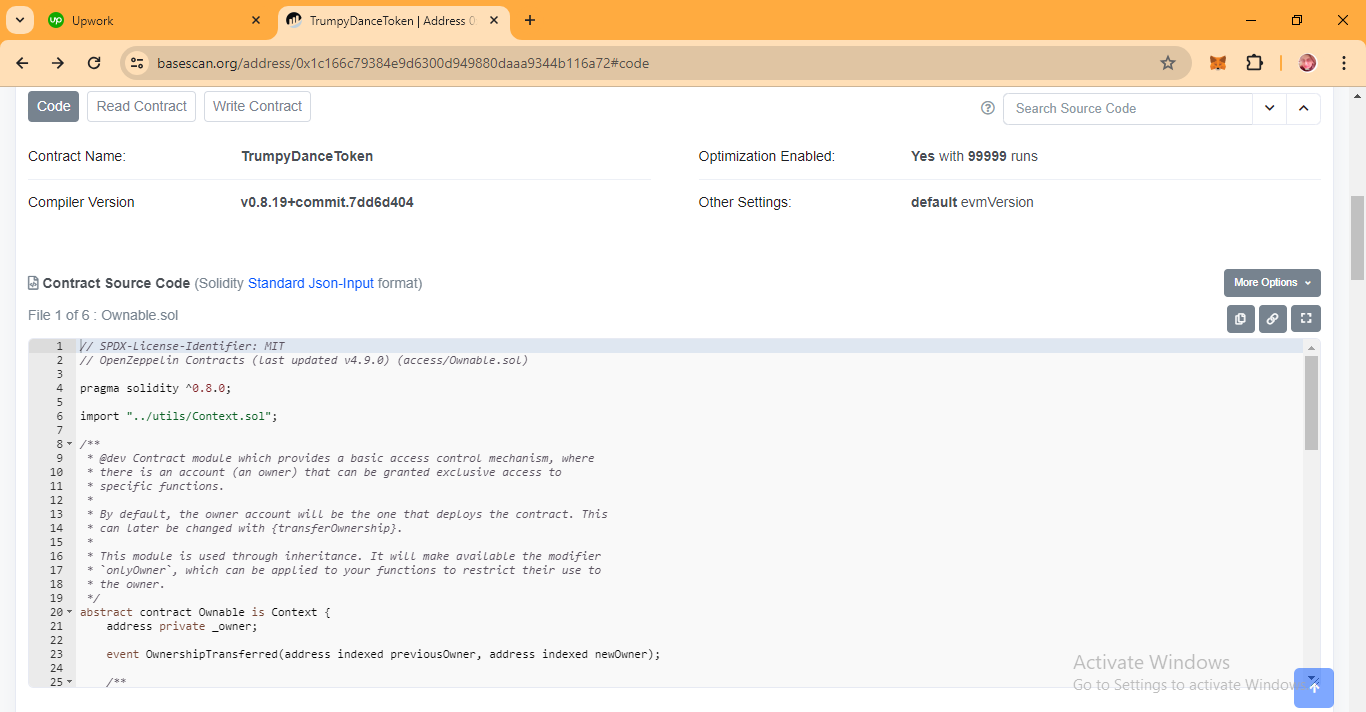 Upwork
TrumpyDanceToken | Address 0
basescan.org/address/0x1c166c79384e9d6300d949880daaa9344b116a72#code
Code Read Contract Write Contract Search Source Code
Contract Name: TrumpyDanceToken Optimization Enabled: Yes with 99999 runs
Compiler Version v0.8.19+commit.7dd6d404 Other Settings: default evmVersion
Contract Source Code (Solidity Standard Json-Input format) More Options
File 1 of 6 : Ownable.sol
1 // SPDX-License-Identifier: MIT
2 // OpenZeppelin Contracts (last updated v4.9.0) (access/Ownable.sol)
3
4 pragma solidity ^0.8.0;
5
6 import "../utils/Context.sol";
7
8 /**
9 * @dev Contract module which provides a basic access control mechanism, where
10 * there is an account (an owner) that can be granted exclusive access to
11 * specific functions.
12 *
13 * By default, the owner account will be the one that deploys the contract. This
14 * can later be changed with {transferOwnership}.
15 *
16 * This module is used through inheritance. It will make available the modifier
17 * `onlyOwner`, which can be applied to your functions to restrict their use to
18 * the owner.
19 */
20 abstract contract Ownable is Context {
21 address private _owner;
22
23 event OwnershipTransferred(address indexed previousOwner, address indexed newOwner);
24
25 /**
Activate Windows
Go to Settings to activate Windows